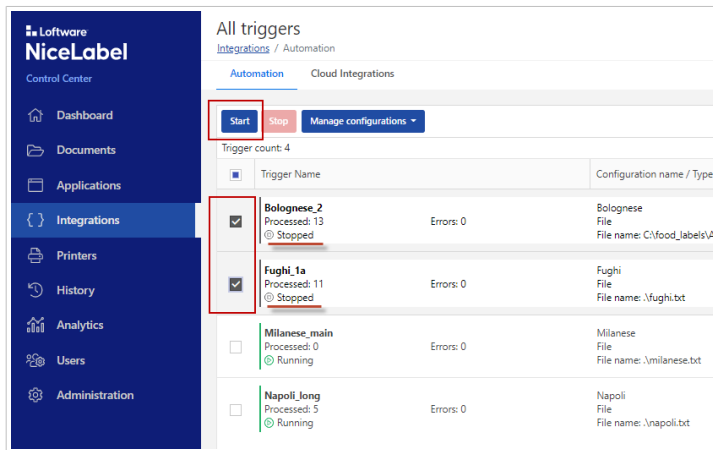 Loftware
NiceLabel
Control Center
Dashboard
Documents
Applications
{ } Integrations
Printers
History
Analytics
Users
Administration
All triggers
Integrations / Automation
Automation Cloud Integrations
Start Stop Manage configurations
Trigger count: 4
Trigger Name Configuration name / Type
Bolognese_2 Bolognese
Processed: 13 Errors: 0 File
Stopped File name: C:\food_labels\A
Fughi_1a Fughi
Processed: 11 Errors: 0 File
Stopped File name: .\fughi.txt
Milanese_main Milanese
Processed: 0 Errors: 0 File
Running File name: .\milanese.txt
Napoli_long Napoli
Processed: 5 Errors: 0 File
Running File name: .\napoli.txt